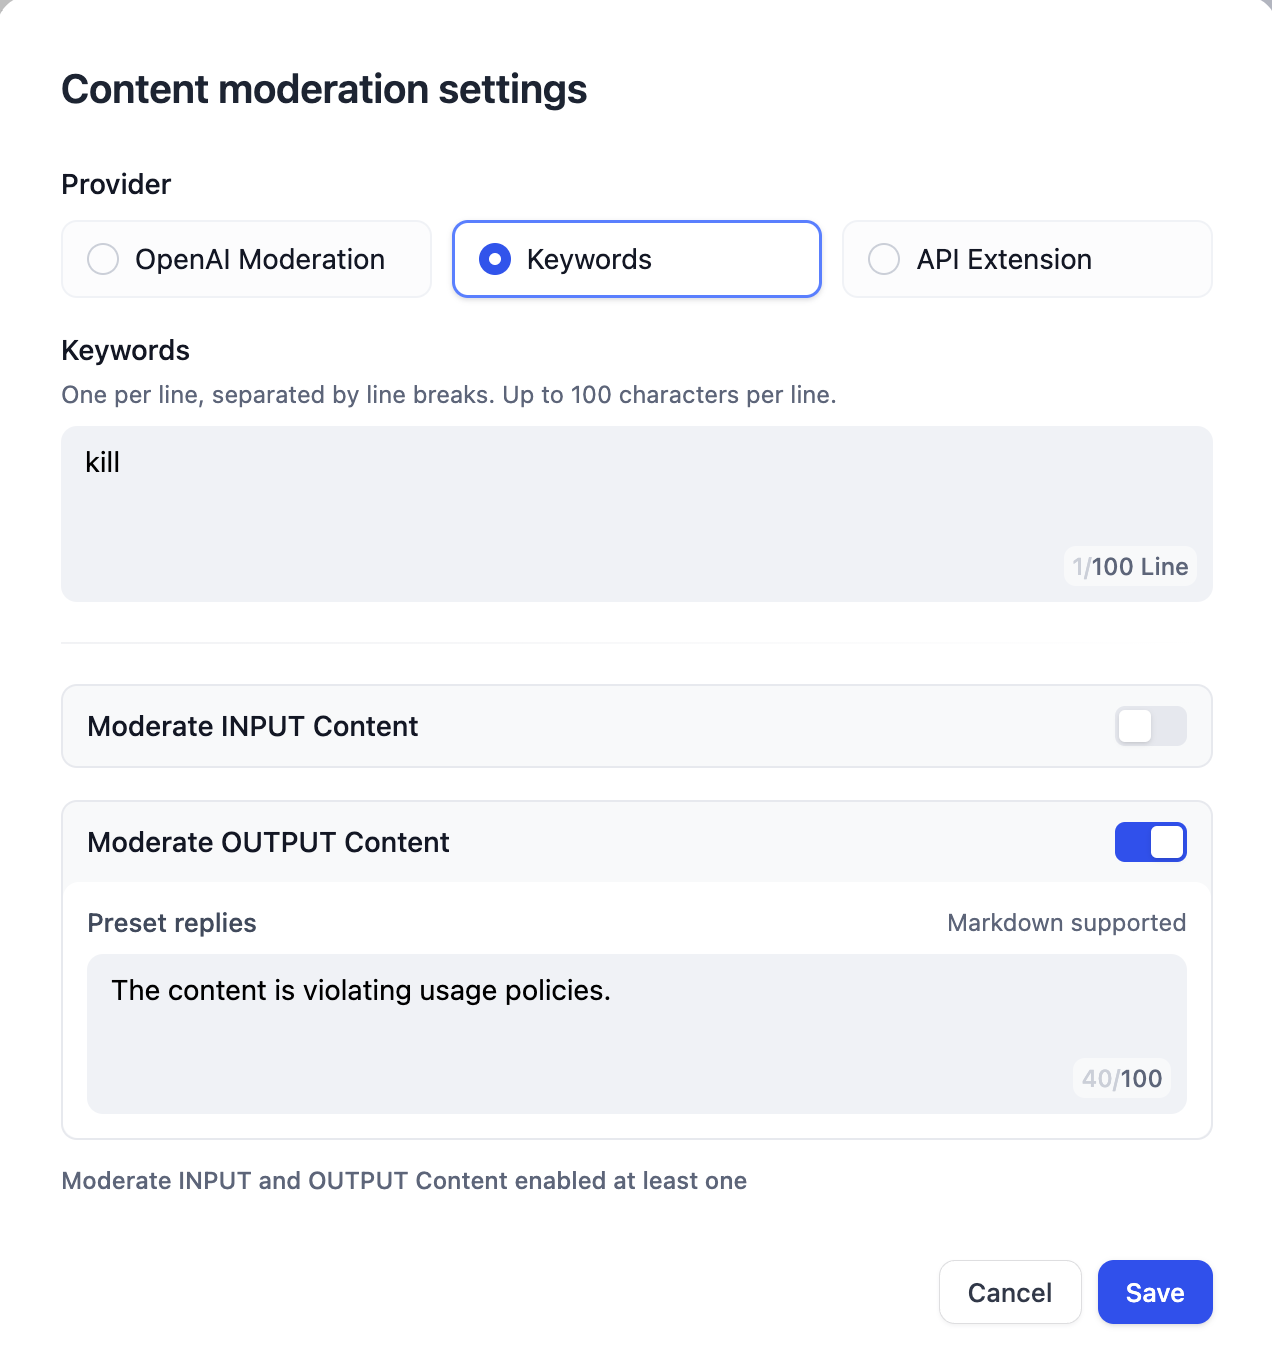 Content moderation settings
Provider
OpenAI Moderation
Keywords
API Extension
Keywords
One per line, separated by line breaks. Up to 100 characters per line.
kill
1/100 Line
Moderate INPUT Content
Moderate OUTPUT Content
Preset replies
Markdown supported
The content is violating usage policies.
40/100
Moderate INPUT and OUTPUT Content enabled at least one
Cancel
Save